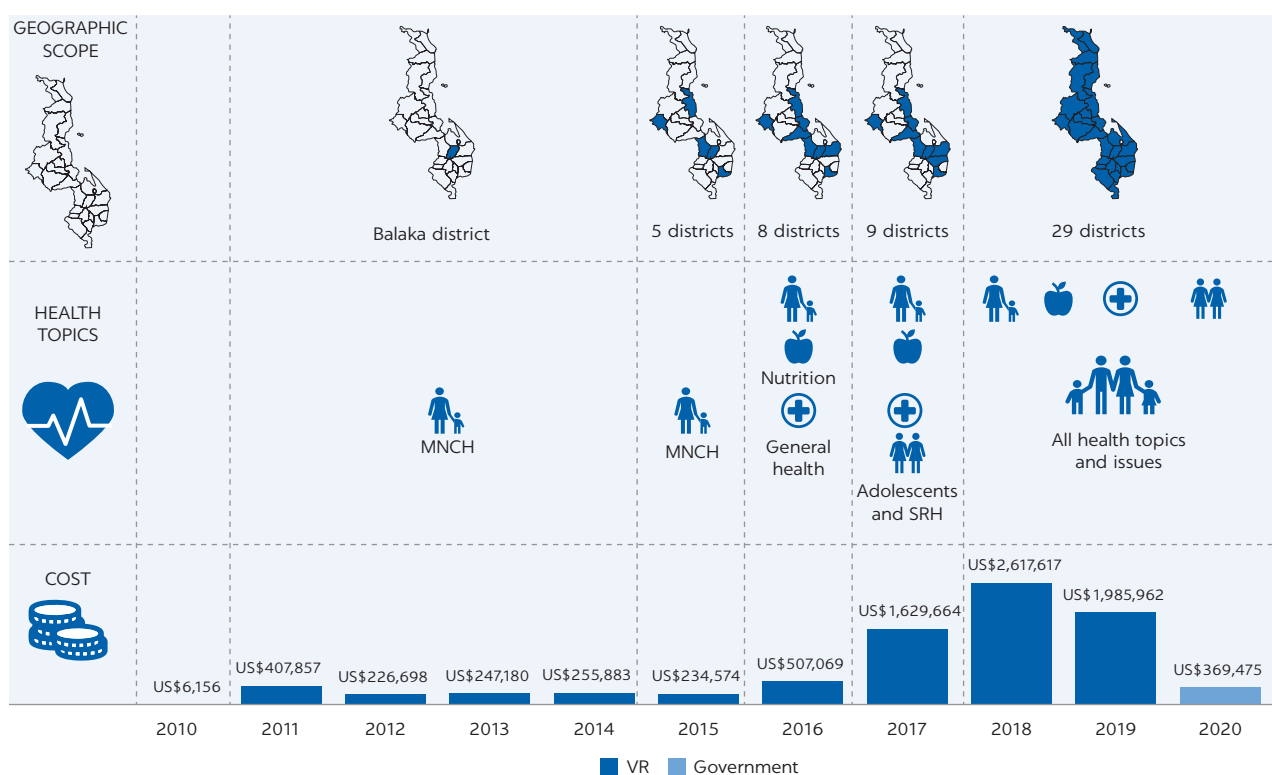 GEOGRAPHIC
SCOPE
Balaka district
5 districts
8 districts
9 districts
29 districts
HEALTH
TOPICS
MNCH
MNCH
Nutrition
General
health
Adolescents
and SRH
All health topics
and issues
COST
US$6,156
US$407,857
US$226,698
US$247,180
US$255,883
US$234,574
US$507,069
US$1,629,664
US$2,617,617
US$1,985,962
US$369,475
2010
2011
2012
2013
2014
2015
2016
2017
2018
2019
2020
VR
Government